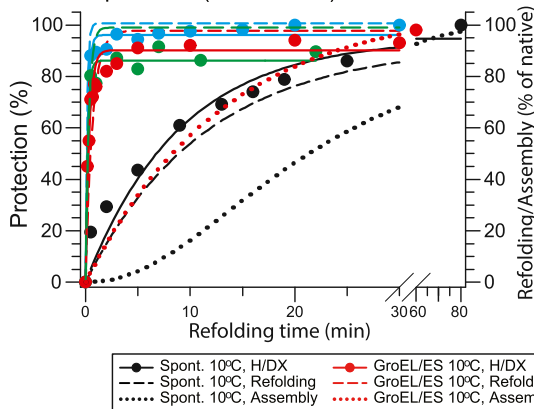 Protection (%)
100
80
60
40
20
0
100
80
60
40
20
0
Refolding/Assembly (% of native)
0
10
20
30
60
80
Refolding time (min)
Spont. 10ºC, H/DX
Spont. 10ºC, Refolding
Spont. 10ºC, Assembly
GroEL/ES 10ºC, H/DX
GroEL/ES 10ºC, Refold
GroEL/ES 10ºC, Assem